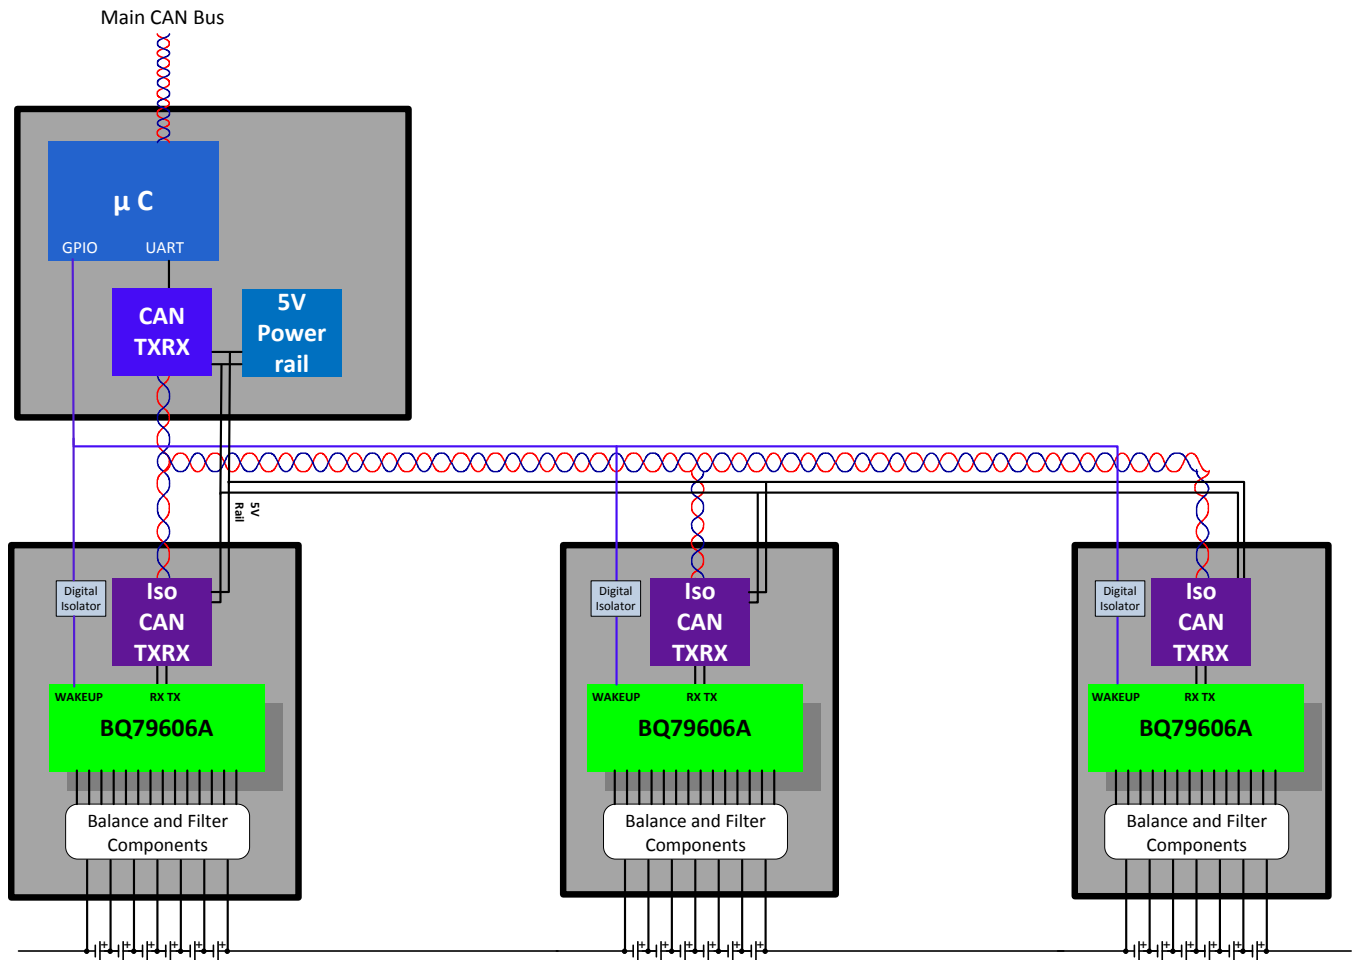 Main CAN Bus
µ C
GPIO
UART
CAN
TXRX
5V
Power
rail
5V
Rail
Digital
Isolator
Iso
CAN
TXRX
WAKEUP
RX TX
BQ79606A
Balance and Filter
Components
Digital
Isolator
Iso
CAN
TXRX
WAKEUP
RX TX
BQ79606A
Balance and Filter
Components
Digital
Isolator
Iso
CAN
TXRX
WAKEUP
RX TX
BQ79606A
Balance and Filter
Components
+ + + + + +
+ + + + + +
+ + + + + +